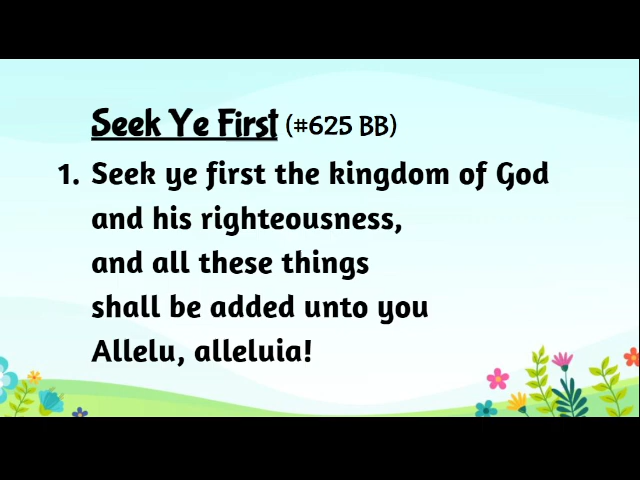 Seek Ye First (#625 BB)
1. Seek ye first the kingdom of God
and his righteousness,
and all these things
shall be added unto you
Allelu, alleluia!